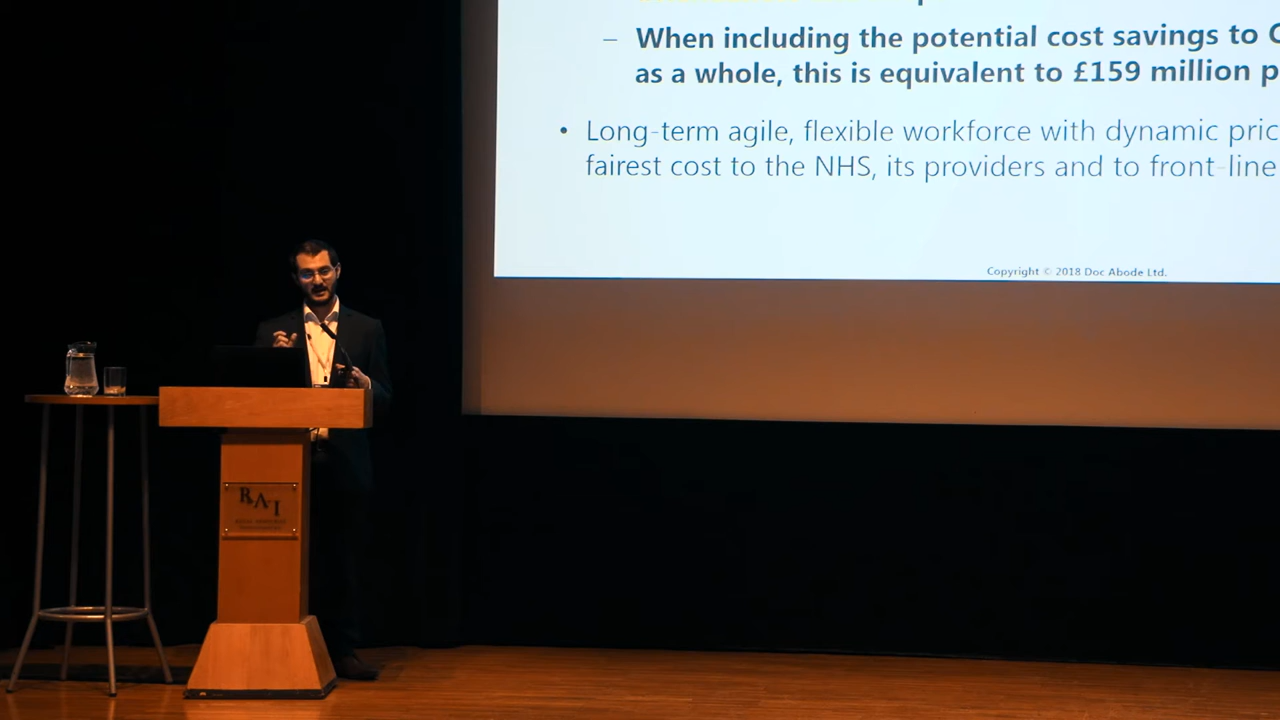 – When including the potential cost savings to C
as a whole, this is equivalent to £159 million p
• Long-term agile, flexible workforce with dynamic pric
fairest cost to the NHS, its providers and to front-line
Copyright © 2018 Doc Abode Ltd.
R A I